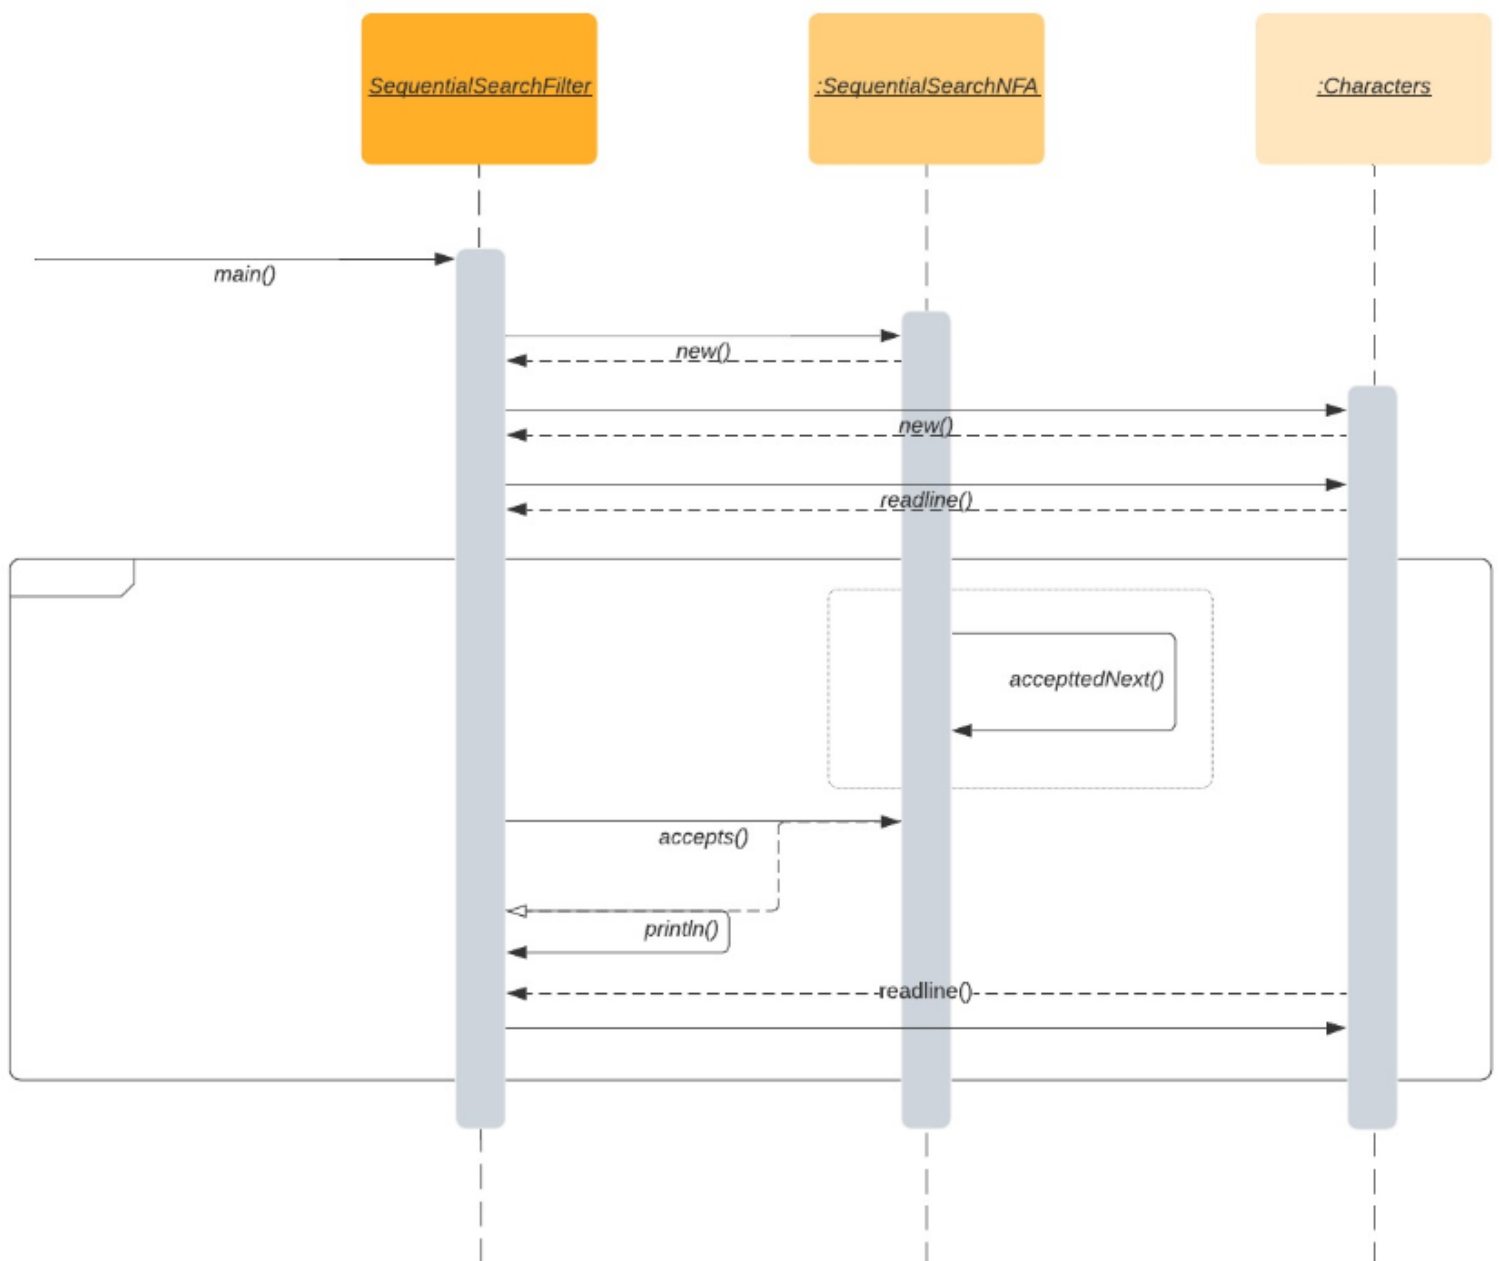 SequentialSearchFilter
:SequentialSearchNFA
:Characters
main()
new()
new()
readline()
accepttedNext()
accepts()
println()
readline()